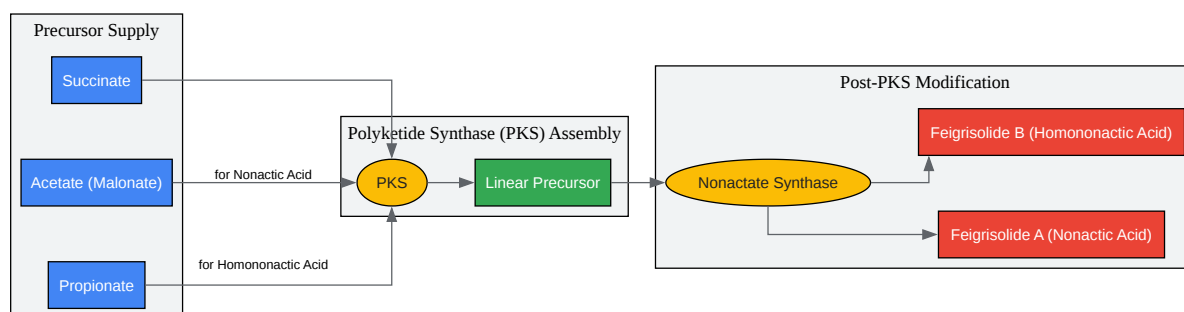 Precursor Supply
Succinate
Acetate (Malonate)
for Nonactic Acid
Propionate
for Homononactic Acid
Polyketide Synthase (PKS) Assembly
PKS
Linear Precursor
Post-PKS Modification
Nonactate Synthase
Feigrisolide B (Homononactic Acid)
Feigrisolide A (Nonactic Acid)